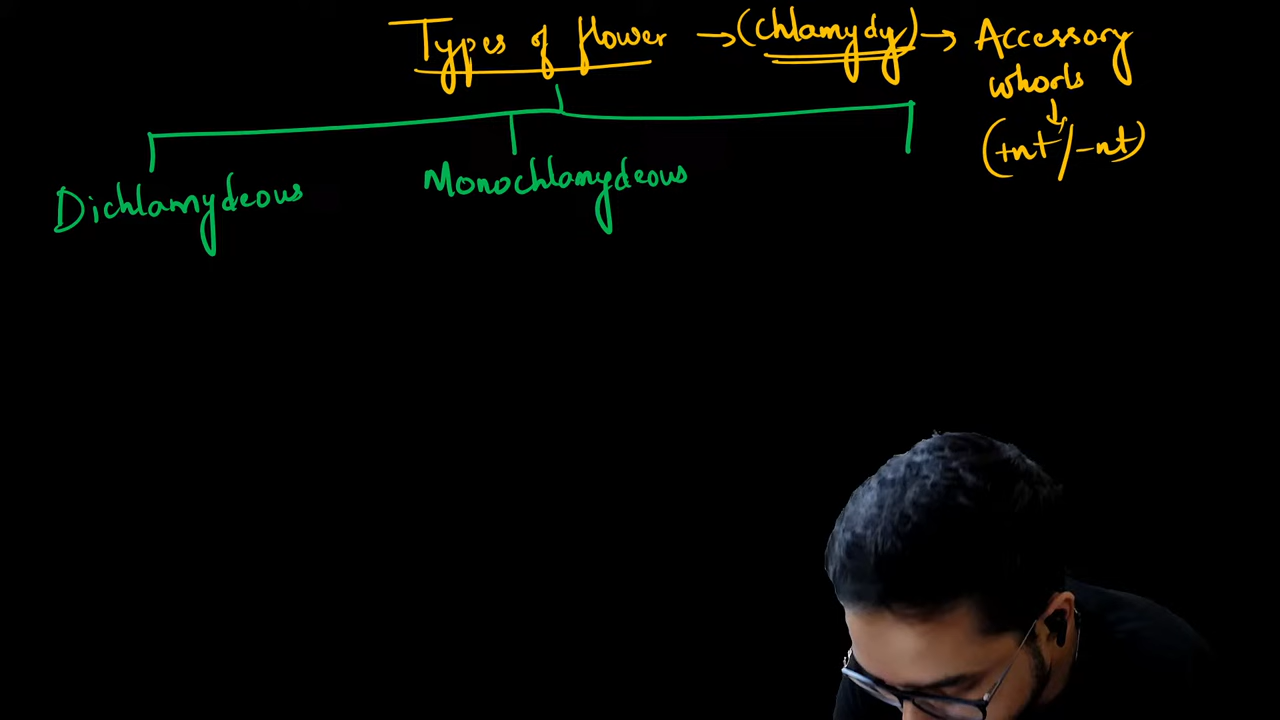 Types of flower → (Chlamydy) → Accessory
whorls
↓
(+nt/-nt)
Dichlamydeous Monochlamydeous